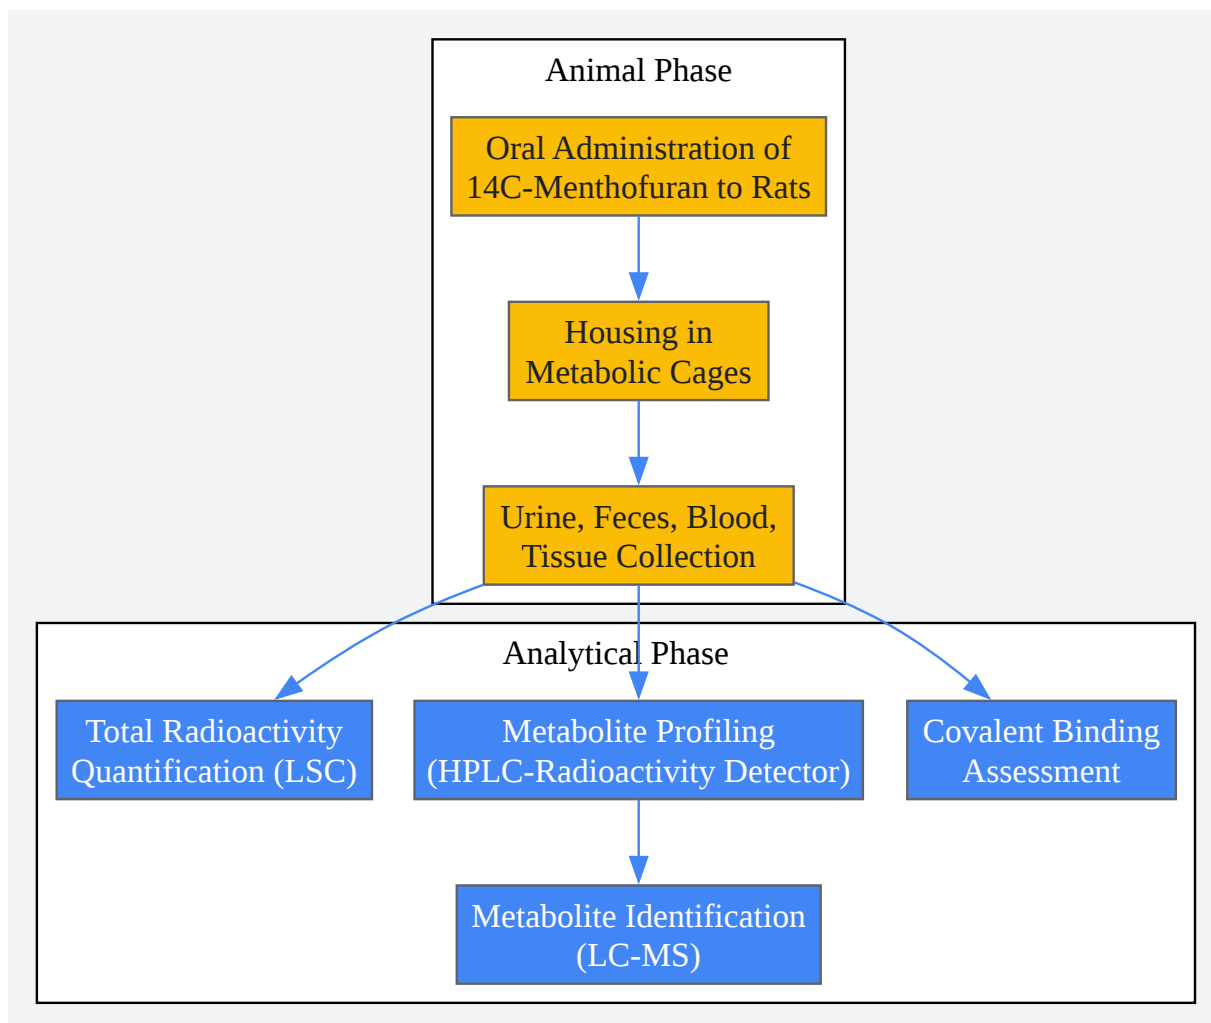 Animal Phase
Oral Administration of
14C-Menthofuran to Rats
Housing in
Metabolic Cages
Urine, Feces, Blood,
Tissue Collection
Analytical Phase
Total Radioactivity
Quantification (LSC)
Metabolite Profiling
(HPLC-Radioactivity Detector)
Covalent Binding
Assessment
Metabolite Identification
(LC-MS)